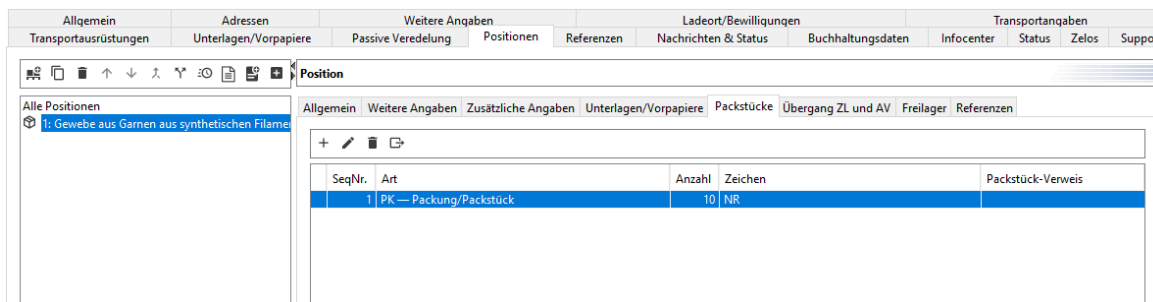 Allgemein Adressen Weitere Angaben Ladeort/Bewilligungen Transportangaben
Transportausrüstungen Unterlagen/Vorpapiere Passive Veredelung Positionen Referenzen Nachrichten & Status Buchhaltungsdaten Infocenter Status Zelos Suppo
Position
Alle Positionen
1: Gewebe aus Garnen aus synthetischen Filamen
Allgemein Weitere Angaben Zusätzliche Angaben Unterlagen/Vorpapiere Packstücke Übergang ZL und AV Freilager Referenzen
SeqNr. Art Anzahl Zeichen Packstück-Verweis
1 PK — Packung/Packstück 10 NR